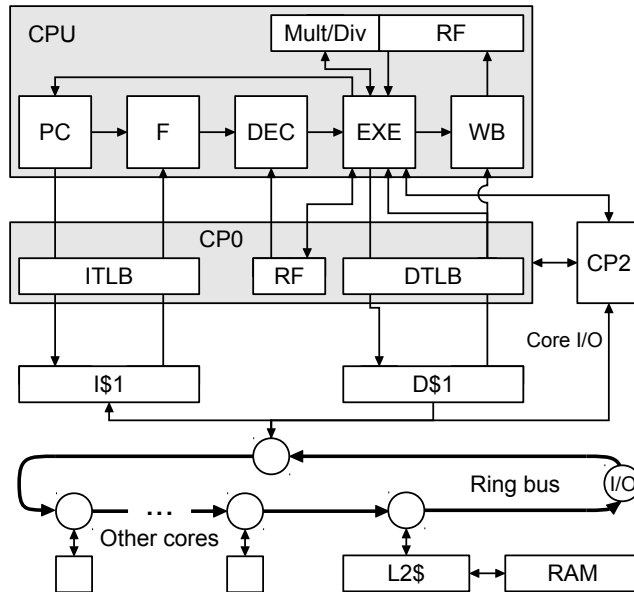 CPU
Mult/Div
RF
PC
F
DEC
EXE
WB
CP0
ITLB
RF
DTLB
CP2
Core I/O
I$1
D$1
Ring bus
I/O
...
Other cores
L2$
RAM